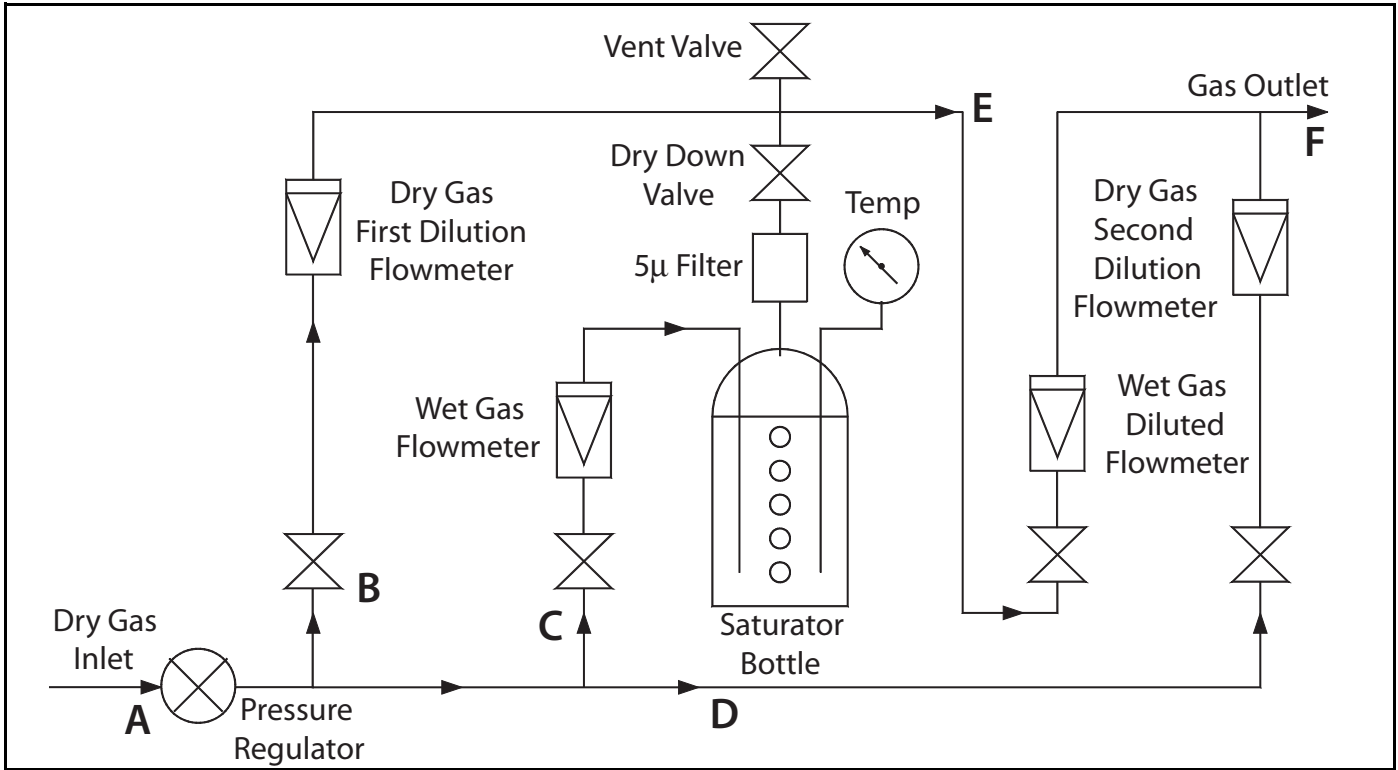 Vent Valve
Gas Outlet
E
F
Dry Down
Valve
Dry Gas
First Dilution
Flowmeter
Temp
Dry Gas
Second
Dilution
Flowmeter
5μ Filter
Wet Gas
Flowmeter
Wet Gas
Diluted
Flowmeter
B
C
Saturator
Bottle
Dry Gas
Inlet
A
Pressure
Regulator
D